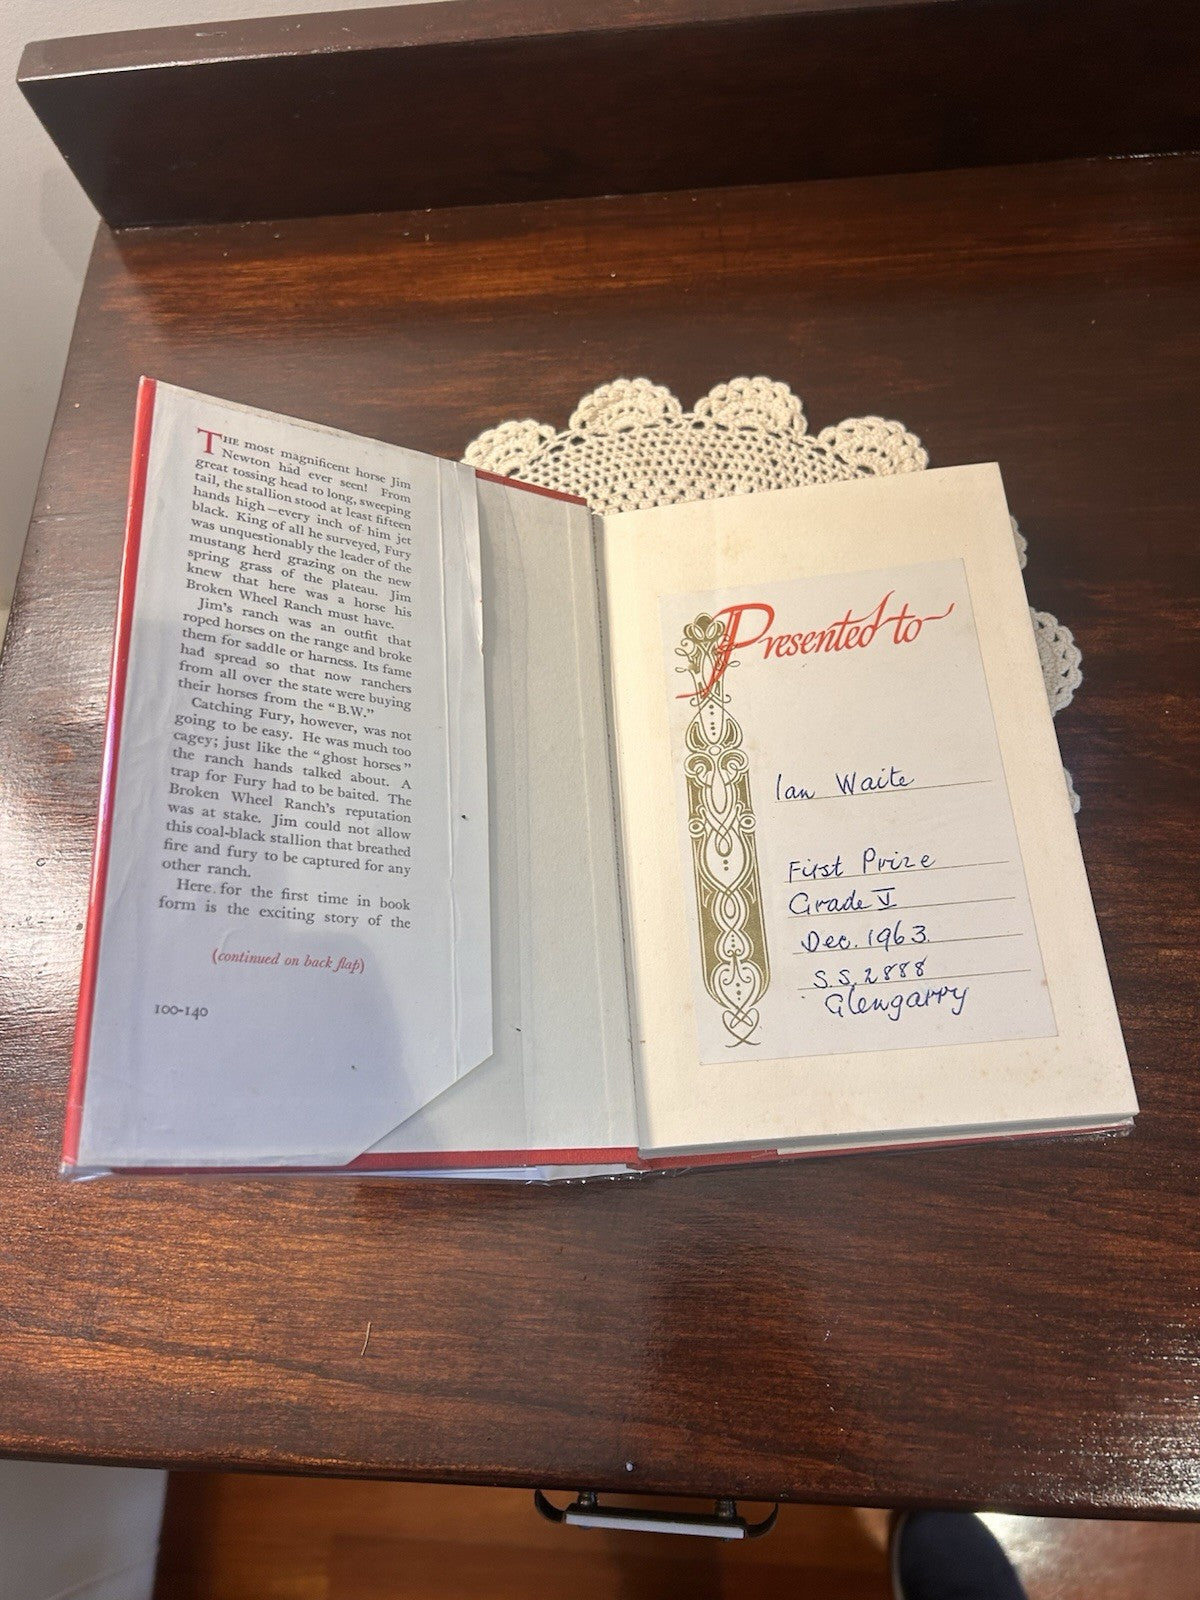 THE most magnificent horse Jim
Newton had ever seen! From
great tossing head to long, sweeping
tail, the stallion stood at least fifteen
hands high—every inch of him jet
black. King of all he surveyed, Fury
was unquestionably the leader of the
mustang herd grazing on the new
spring grass of the plateau. Jim
knew that here was a horse his
Broken Wheel Ranch must have.
Jim's ranch was an outfit that
roped horses on the range and broke
them for saddle or harness. Its fame
had spread so that now ranchers
from all over the state were buying
their horses from the "B.W."
Catching Fury, however, was not
going to be easy. He was much too
cagey; just like the "ghost horses"
the ranch hands talked about. A
trap for Fury had to be baited. The
Broken Wheel Ranch's reputation
was at stake. Jim could not allow
this coal-black stallion that breathed
fire and fury to be captured for any
other ranch.
Here for the first time in book
form is the exciting story of the
(continued on back flap)
100-140
Presented to
Ian Waite
First Prize
Grade V
Dec. 1963.
S.S. 2888
Glengarry